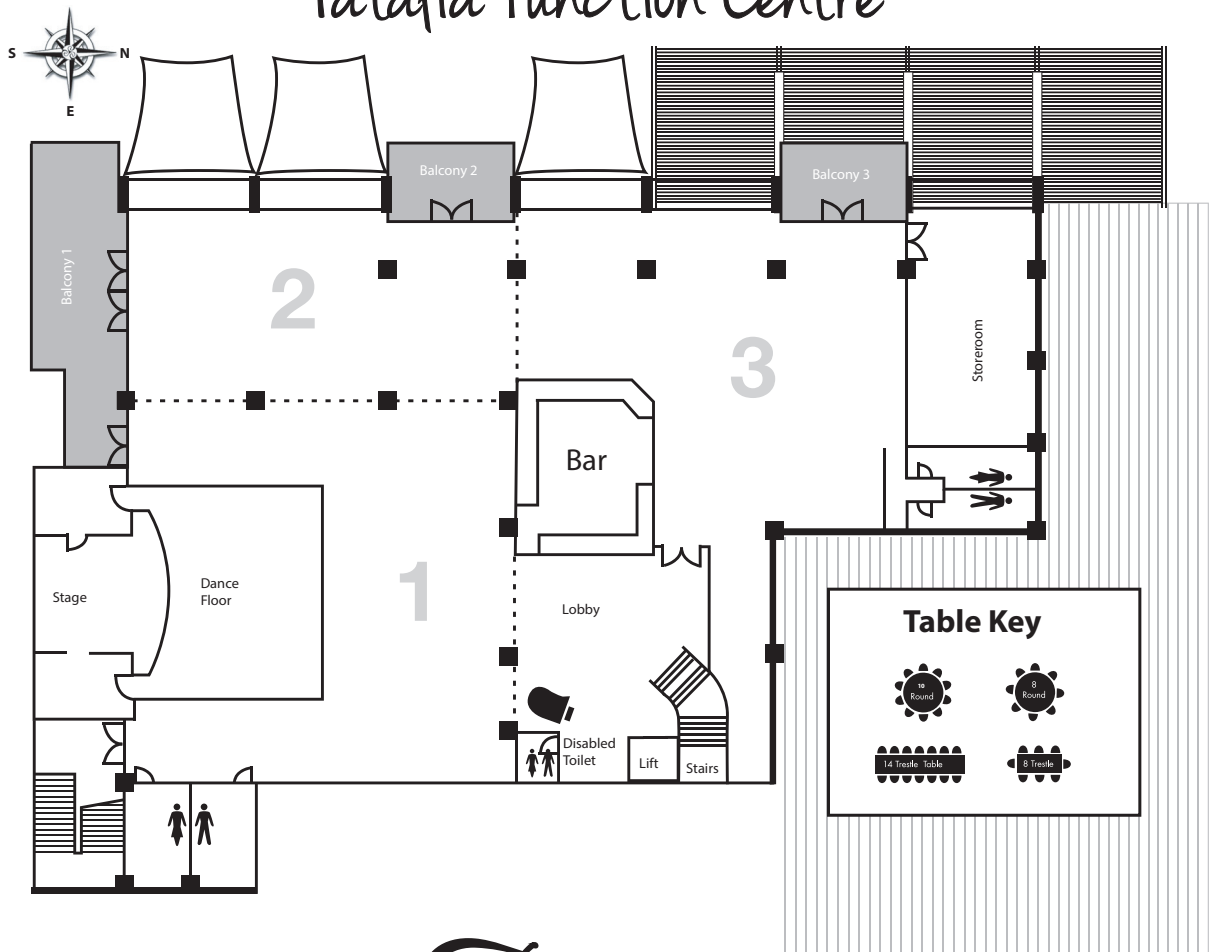 Function Centre
S
N
E
Balcony 2
Balcony 3
Balcony 1
2
3
Storeroom
Bar
1
Dance
Floor
Stage
Lobby
Disabled
Toilet
Lift
Stairs
Table Key
10
Round
8
Round
14 Trestle Table
8 Trestle